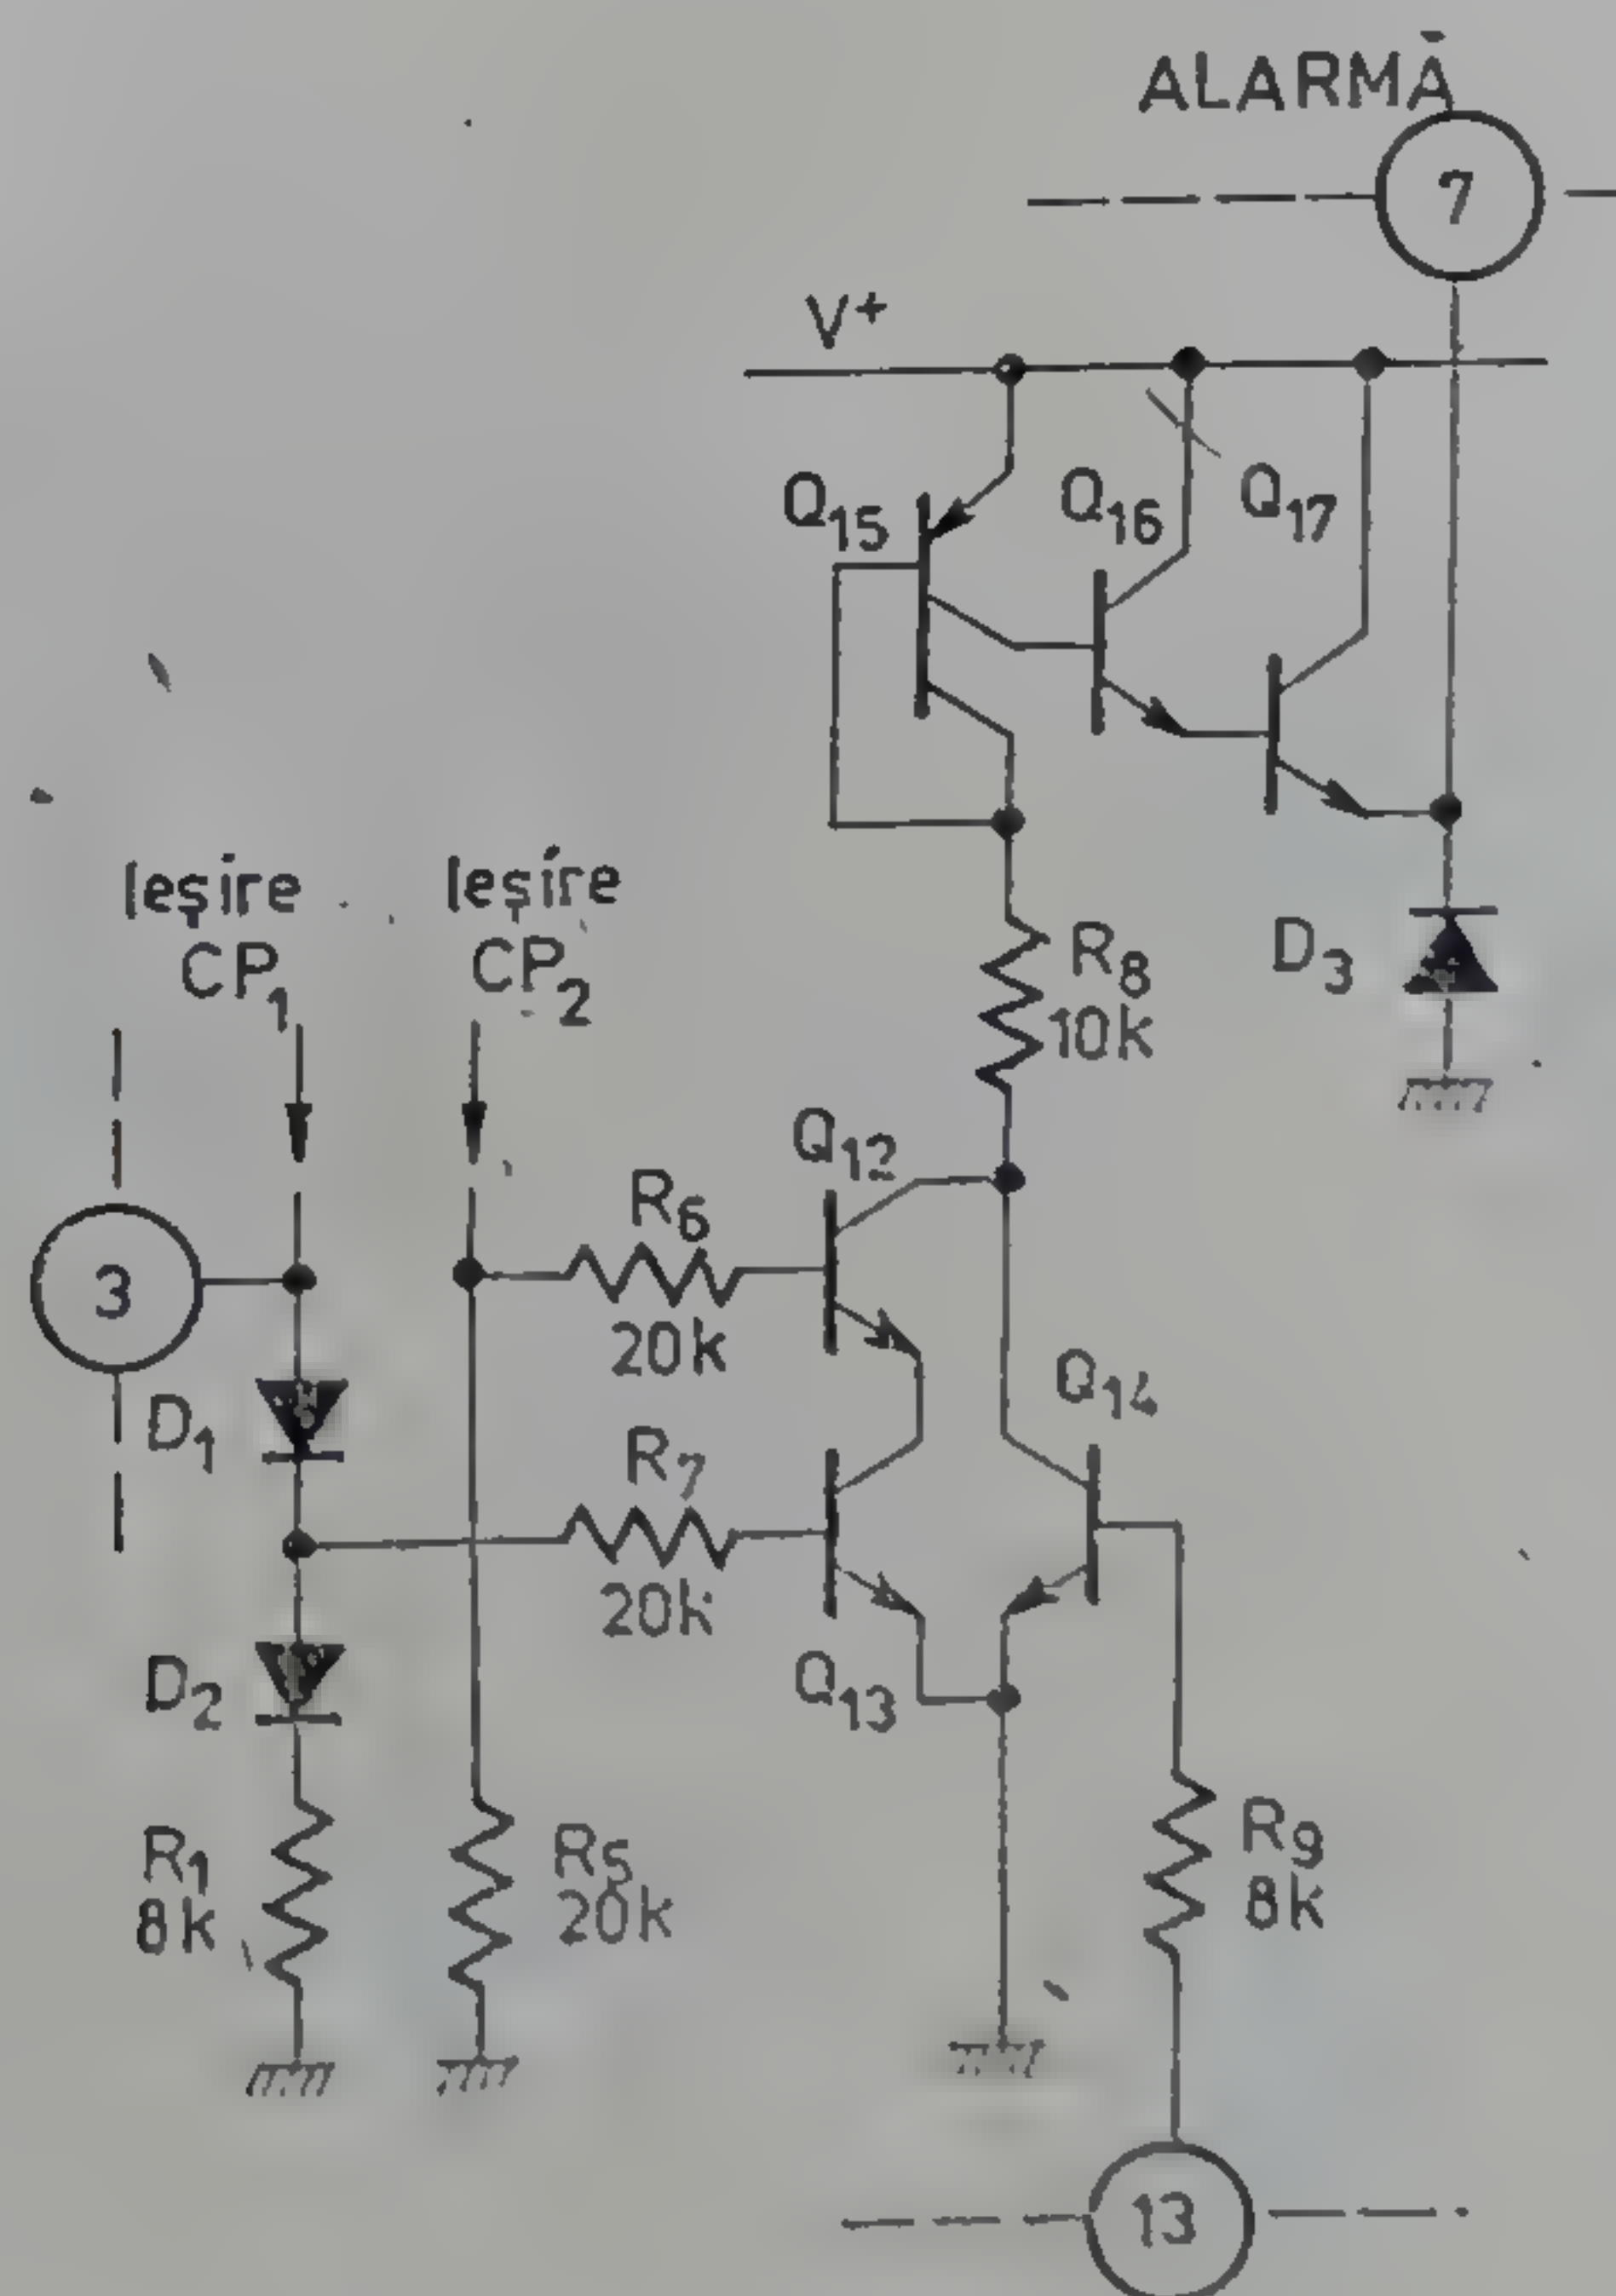 ALARMĂ
7
V+
Q15
Q16
Q17
Ieşire
CP1
Ieşire
CP2
R8
10k
D3
Q12
R6
20k
3
D1
R7
20k
Q14
D2
Q13
R1
8k
R5
20k
R9
8k
13